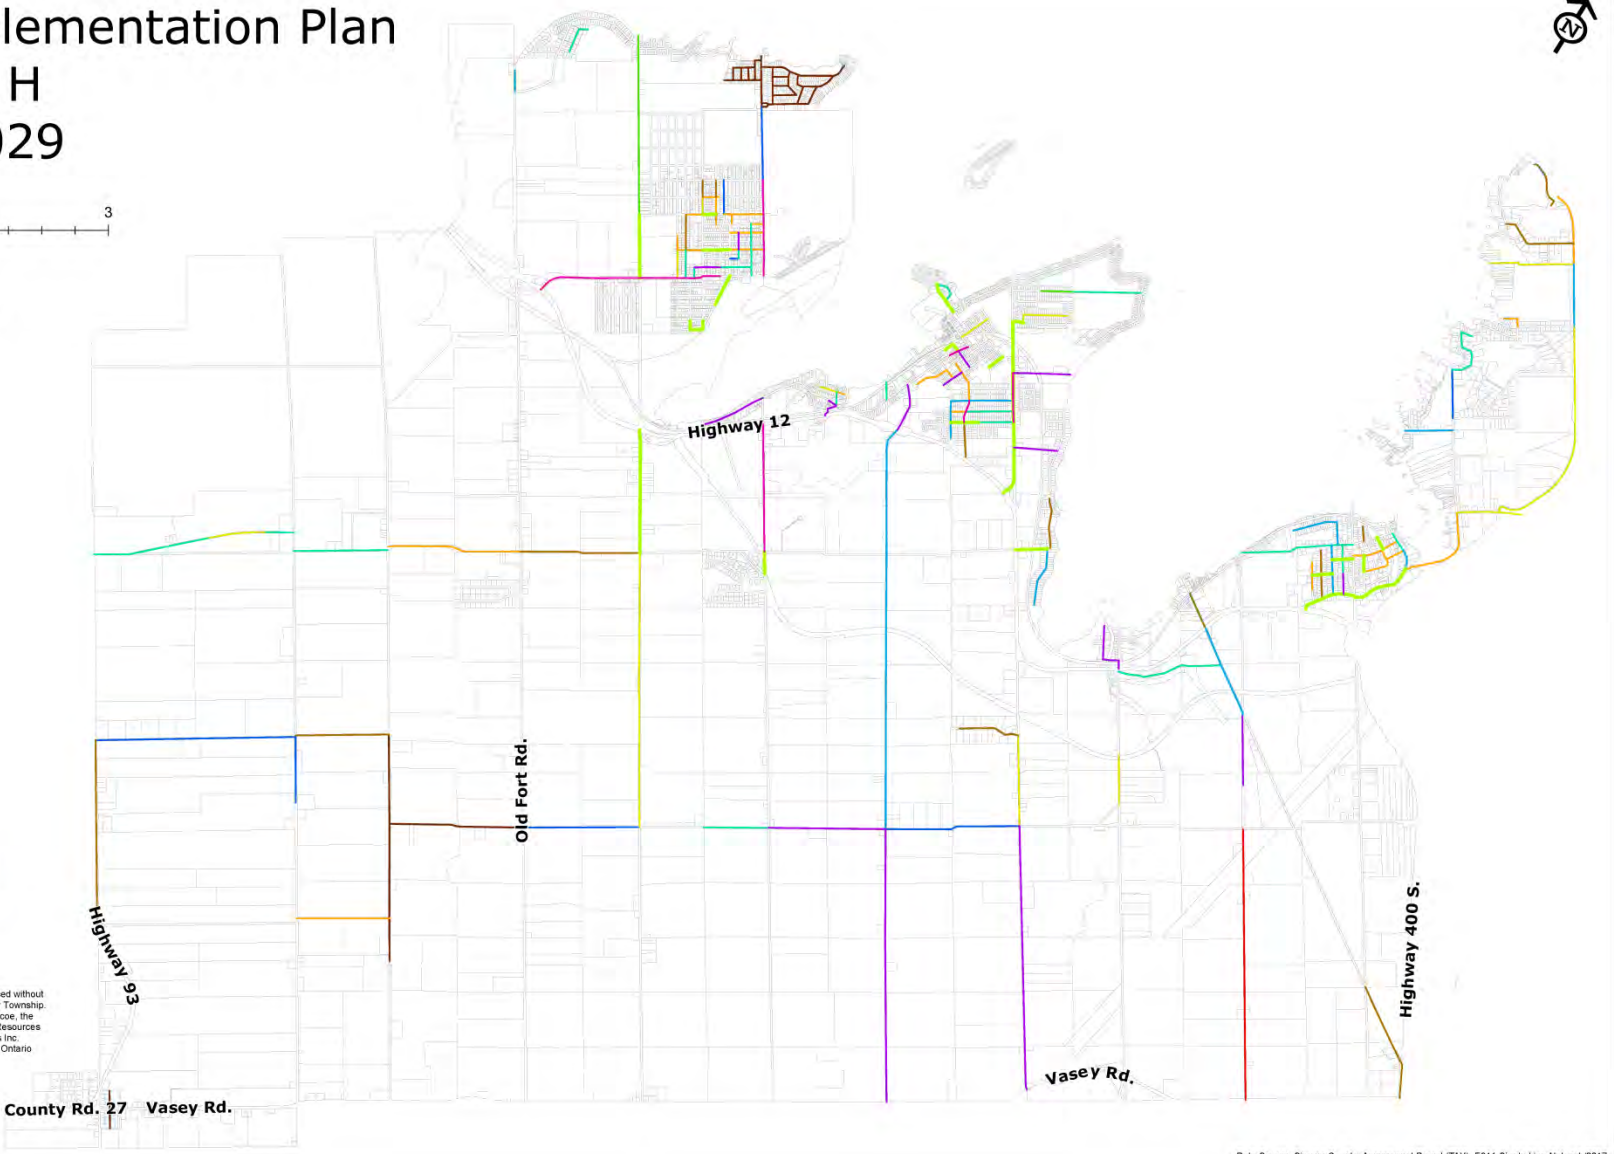 lementation Plan
H
029
N
3
Highway 12
Old Fort Rd.
Highway 93
Highway 400 S.
ed without
Township.
coe, the
Resources
s Inc.
Ontario
Vasey Rd.
County Rd. 27 Vasey Rd.